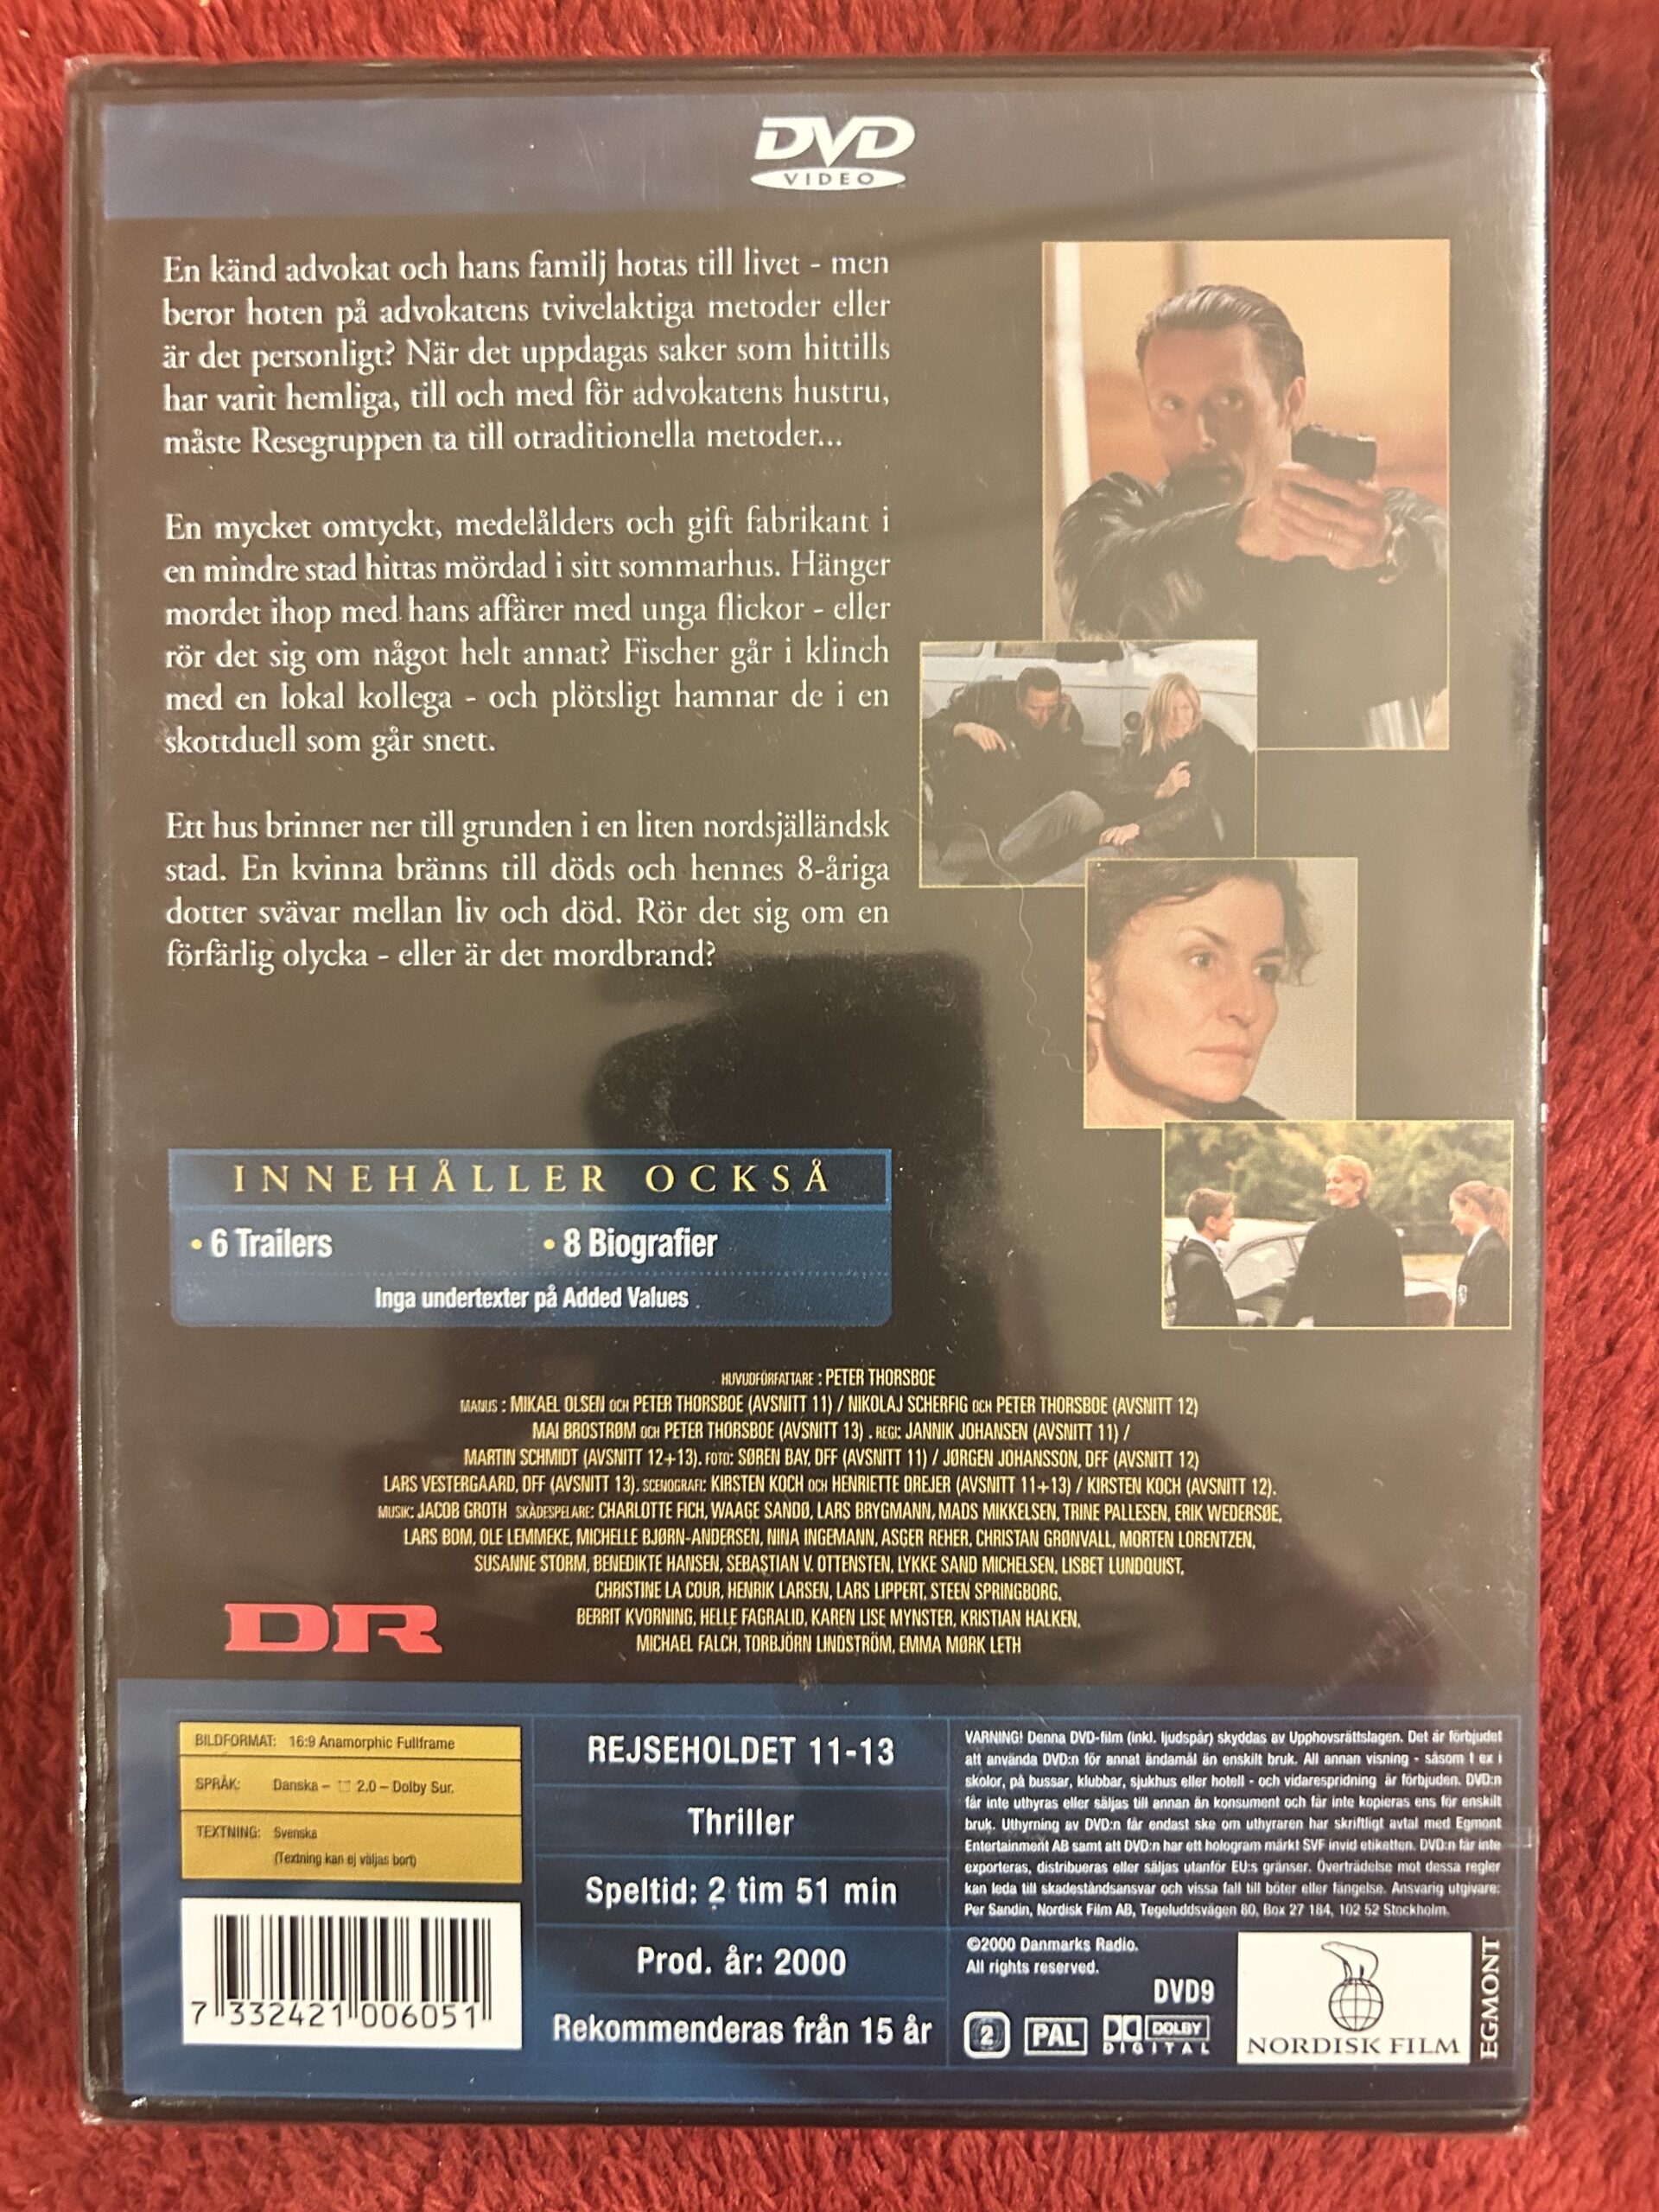 DVD
VIDEO
En känd advokat och hans familj hotas till livet - men
beror hoten på advokatens tvivelaktiga metoder eller
är det personligt? När det uppdagas saker som hittills
har varit hemliga, till och med för advokatens hustru,
måste Resegruppen ta till otraditionella metoder...
En mycket omtyckt, medelålders och gift fabrikant i
en mindre stad hittas mördad i sitt sommarhus. Hänger
mordet ihop med hans affärer med unga flickor - eller
rör det sig om något helt annat? Fischer går i klinch
med en lokal kollega - och plötsligt hamnar de i en
skottduell som går snett.
Ett hus brinner ner till grunden i en liten nordsjälländsk
stad. En kvinna bränns till döds och hennes 8-åriga
dotter svävar mellan liv och död. Rör det sig om en
förfärlig olycka - eller är det mordbrand?
INNEHÅLLER OCKSÅ
• 6 Trailers • 8 Biografier
Inga undertexter på Added Values
HUVUDFÖRFATTARE : PETER THORSBOE
MANUS : MIKAEL OLSEN OCH PETER THORSBOE (AVSNITT 11) / NIKOLAJ SCHERFIG OCH PETER THORSBOE (AVSNITT 12)
MAI BROSTRØM OCH PETER THORSBOE (AVSNITT 13) . REGI: JANNIK JOHANSEN (AVSNITT 11) /
MARTIN SCHMIDT (AVSNITT 12+13). FOTO: SØREN BAY, DFF (AVSNITT 11) / JØRGEN JOHANSSON, DFF (AVSNITT 12)
LARS VESTERGAARD, DFF (AVSNITT 13). SCENOGRAFI: KIRSTEN KOCH OCH HENRIETTE DREJER (AVSNITT 11+13) / KIRSTEN KOCH (AVSNITT 12).
MUSIK: JACOB GROTH SKÅDESPELARE: CHARLOTTE FICH, WAAGE SANDØ, LARS BRYGMANN, MADS MIKKELSEN, TRINE PALLESEN, ERIK WEDERSØE,
LARS BOM, OLE LEMMEKE, MICHELLE BJØRN-ANDERSEN, NINA INGEMANN, ASGER REHER, CHRISTAN GRØNVALL, MORTEN LORENTZEN,
SUSANNE STORM, BENEDIKTE HANSEN, SEBASTIAN V. OTTENSTEN, LYKKE SAND MICHELSEN, LISBET LUNDQUIST,
CHRISTINE LA COUR, HENRIK LARSEN, LARS LIPPERT, STEEN SPRINGBORG,
BERRIT KVORNING, HELLE FAGRALID, KAREN LISE MYNSTER, KRISTIAN HALKEN,
MICHAEL FALCH, TORBJÖRN LINDSTRÖM, EMMA MØRK LETH
DR
BILDFORMAT: 16:9 Anamorphic Fullframe
SPRÅK: Danska – 2.0 – Dolby Sur.
TEXTNING: Svenska
(Textning kan ej väljas bort)
7 332421 006051
REJSEHOLDET 11-13
Thriller
Speltid: 2 tim 51 min
Prod. år: 2000
Rekommenderas från 15 år
VARNING! Denna DVD-film (inkl. ljudspår) skyddas av Upphovsrättslagen. Det är förbjudet
att använda DVD:n för annat ändamål än enskilt bruk. All annan visning - såsom t ex i
skolor, på bussar, klubbar, sjukhus eller hotell - och vidarespridning är förbjuden. DVD:n
får inte uthyras eller säljas till annan än konsument och får inte kopieras ens för enskilt
bruk. Uthyrning av DVD:n får endast ske om uthyraren har skriftligt avtal med Egmont
Entertainment AB samt att DVD:n har ett hologram märkt SVF invid etiketten. DVD:n får inte
exporteras, distribueras eller säljas utanför EU:s gränser. Överträdelse mot dessa regler
kan leda till skadeståndsansvar och vissa fall till böter eller fängelse. Ansvarig utgivare:
Per Sandin, Nordisk Film AB, Tegeluddsvägen 80, Box 27 184, 102 52 Stockholm.
©2000 Danmarks Radio.
All rights reserved.
DVD9
2 PAL DOLBY
DIGITAL
NORDISK FILM
EGMONT